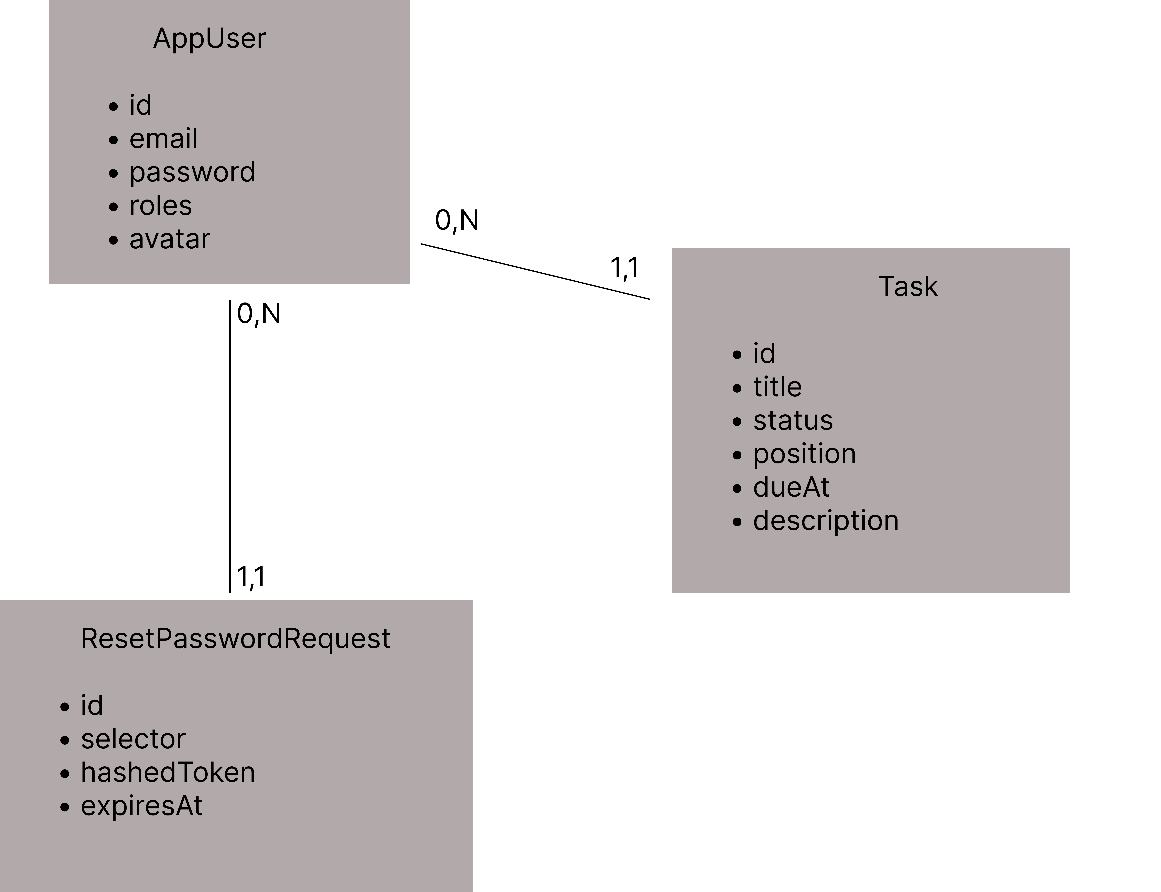 AppUser
• id
• email
• password
• roles
• avatar
0,N
1,1
Task
• id
• title
• status
• position
• dueAt
• description
0,N
1,1
ResetPasswordRequest
• id
• selector
• hashedToken
• expiresAt